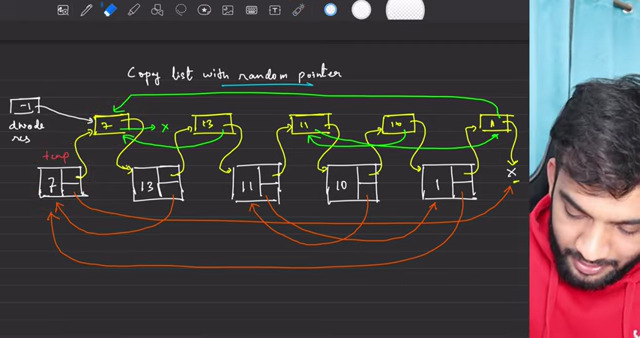 Copy list with random pointer
-1
dnode
res
7 x 13 11 10 1
temp
x
7 13 11 10 1